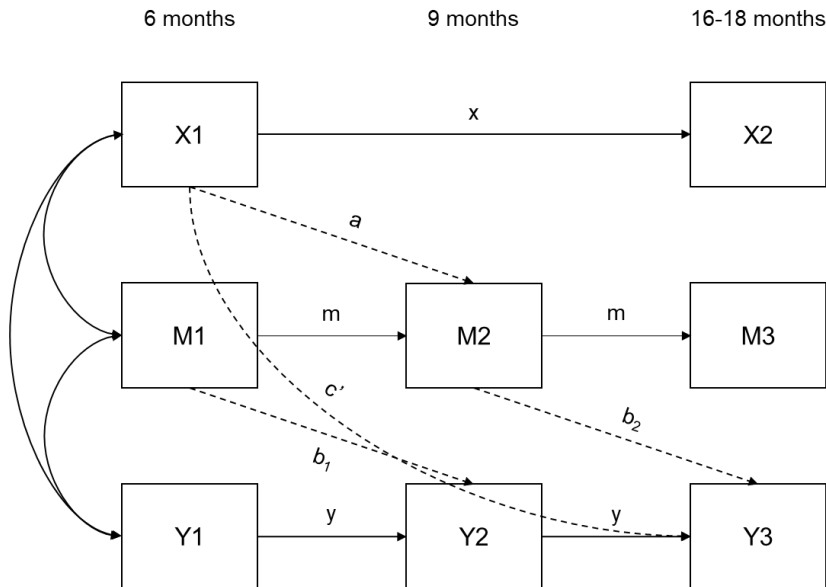 6 months 9 months 16-18 months
X1 x X2
a
M1 m M2 m M3
c'
b1 b2
Y1 y Y2 y Y3